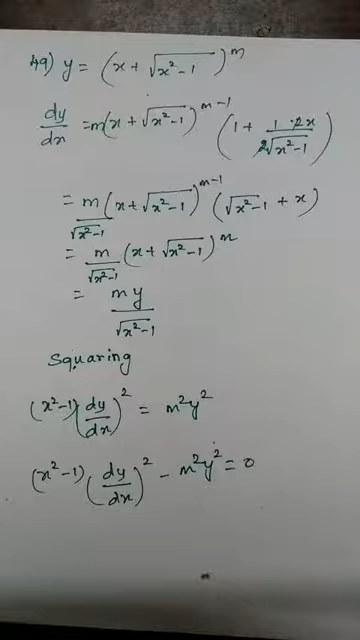 49) y = (x + √(x²-1))^m
dy/dx = m(x + √(x²-1))^(m-1) (1 + 1·2x/2√(x²-1))
= m/√(x²-1) (x + √(x²-1))^(m-1) (√(x²-1) + x)
= m/√(x²-1) (x + √(x²-1))^m
= my/√(x²-1)
Squaring
(x²-1)(dy/dx)² = m²y²
(x²-1)(dy/dx)² - m²y² = 0